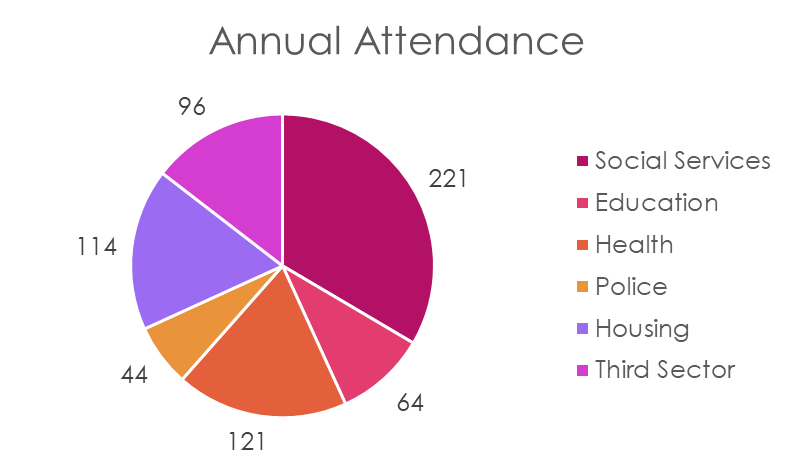 Annual Attendance
96
221
114
44
64
121
Social Services
Education
Health
Police
Housing
Third Sector